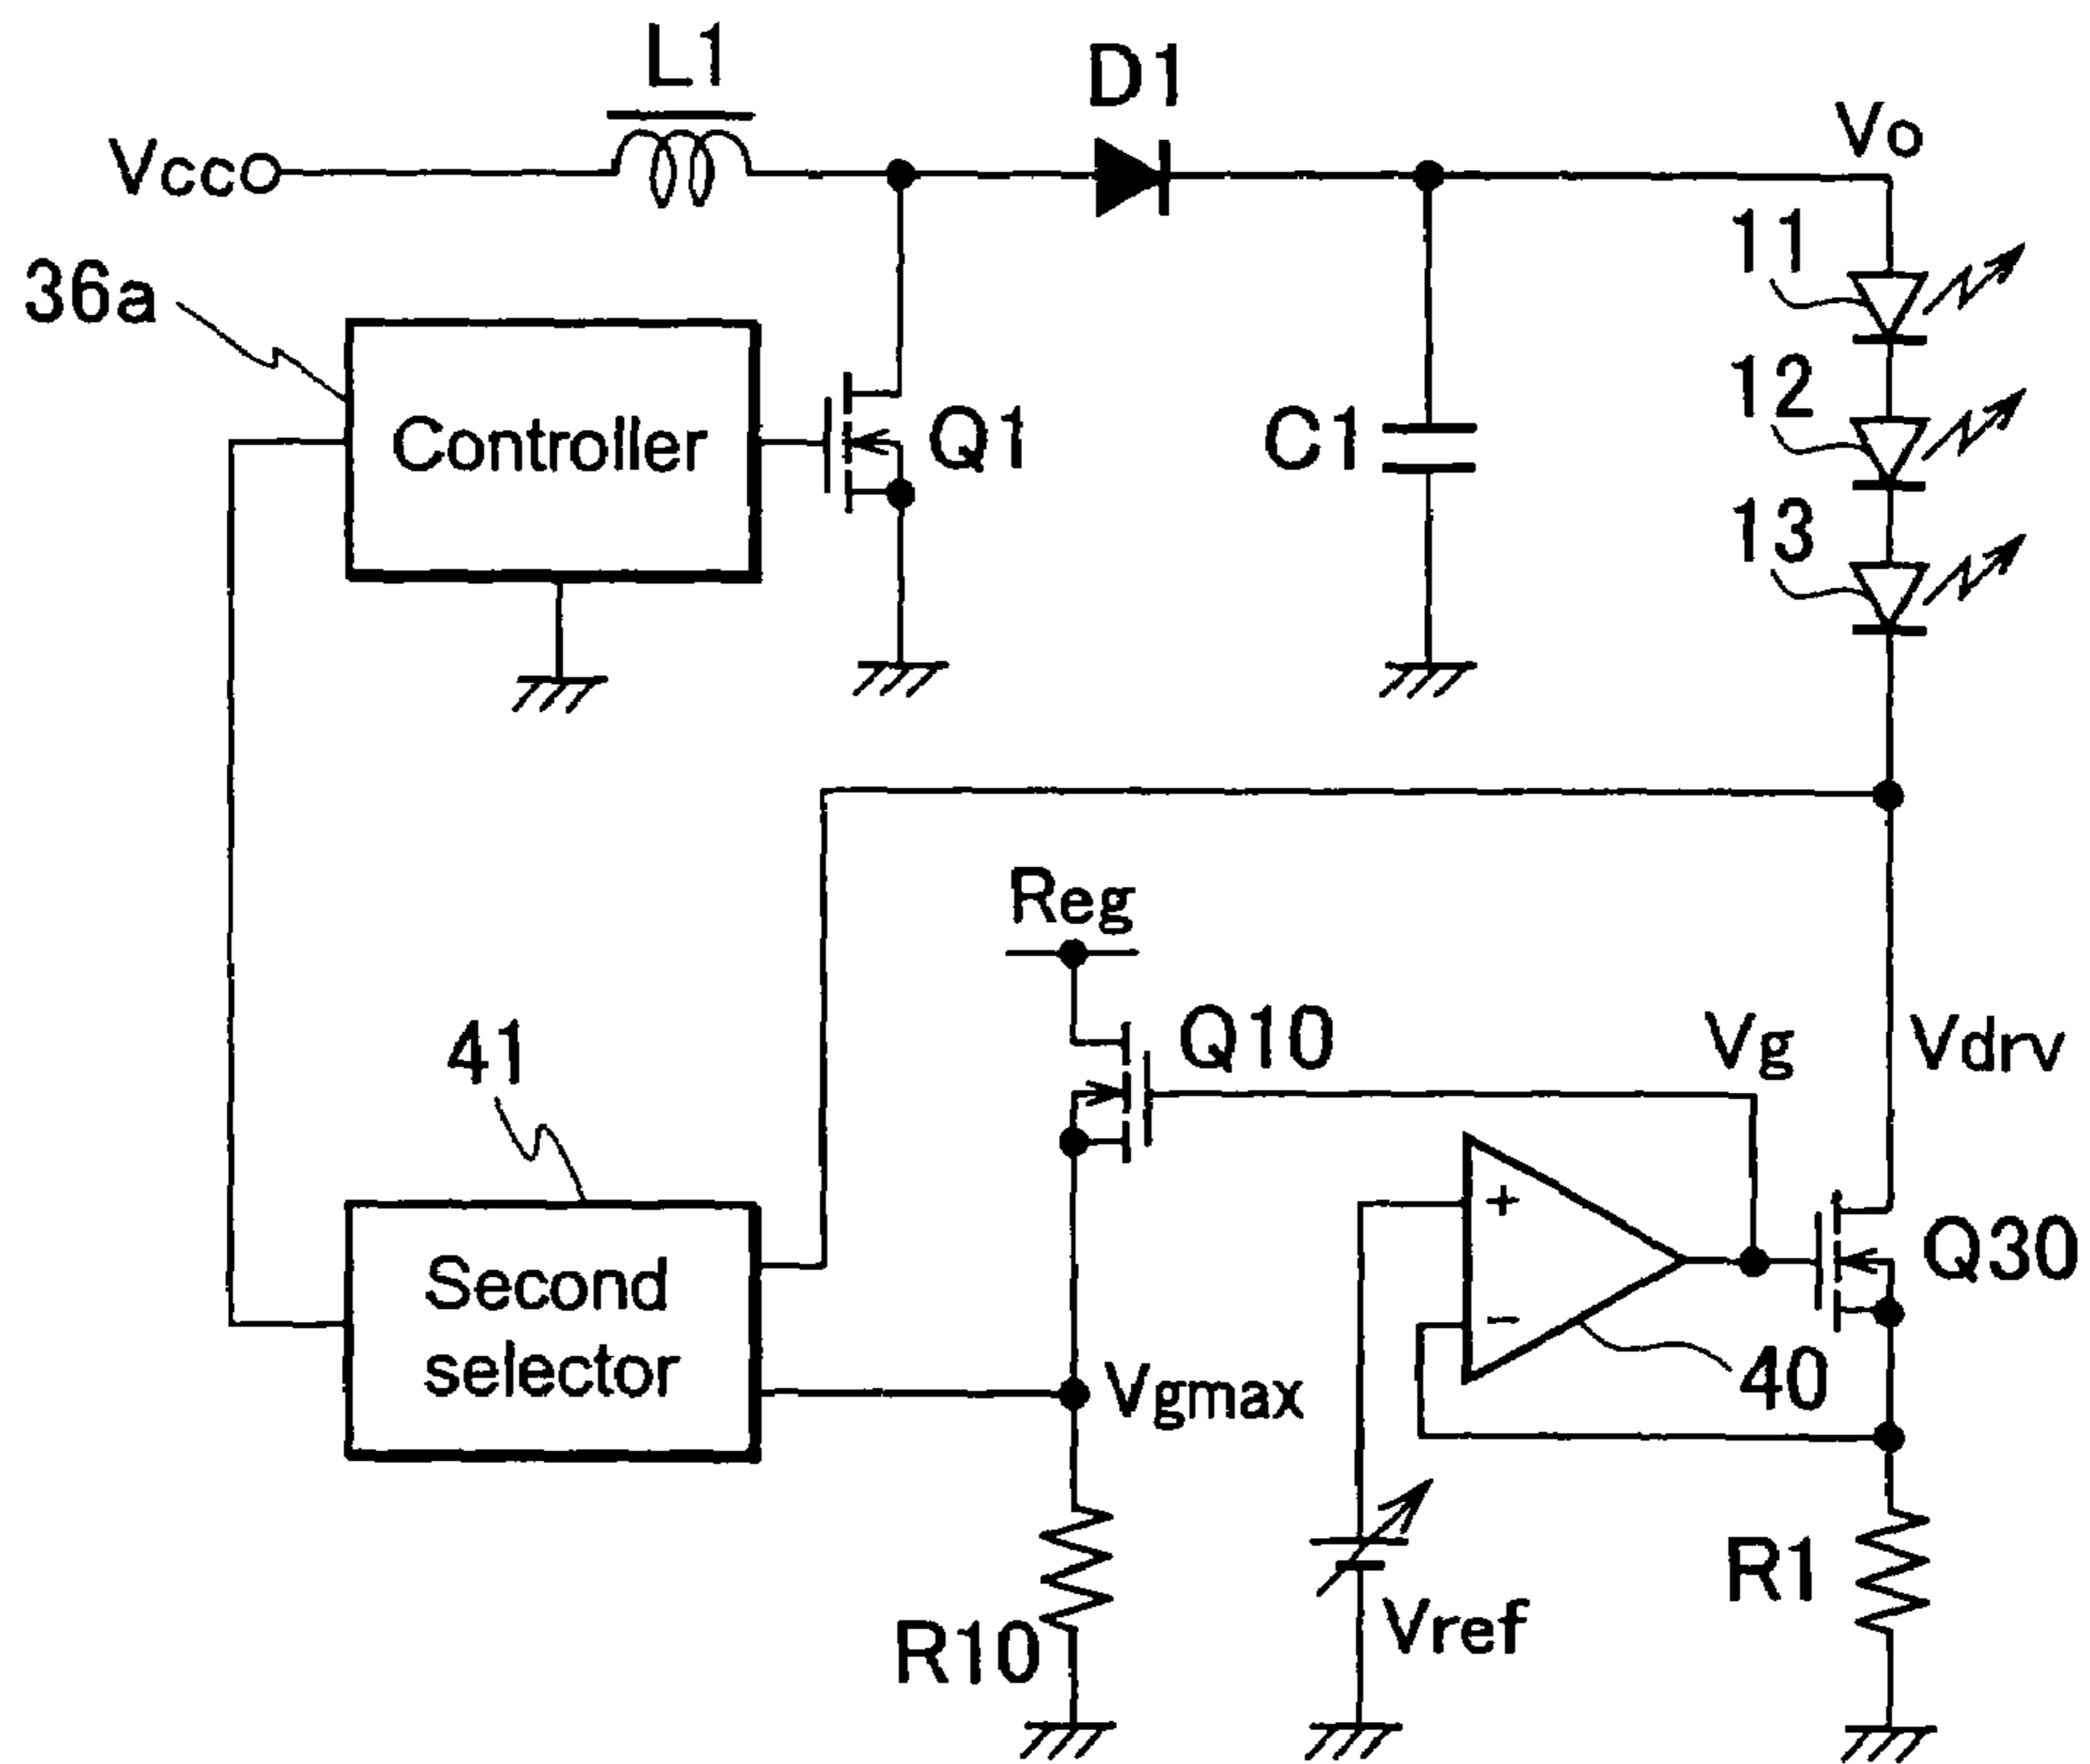 L1
D1
Vcc
Vo
11
36a
12
Controller
Q1
C1
13
Reg
Q10
Vg
Vdrv
41
+
Q30
Second
selector
−
Vgmax
40
R1
Vref
R10